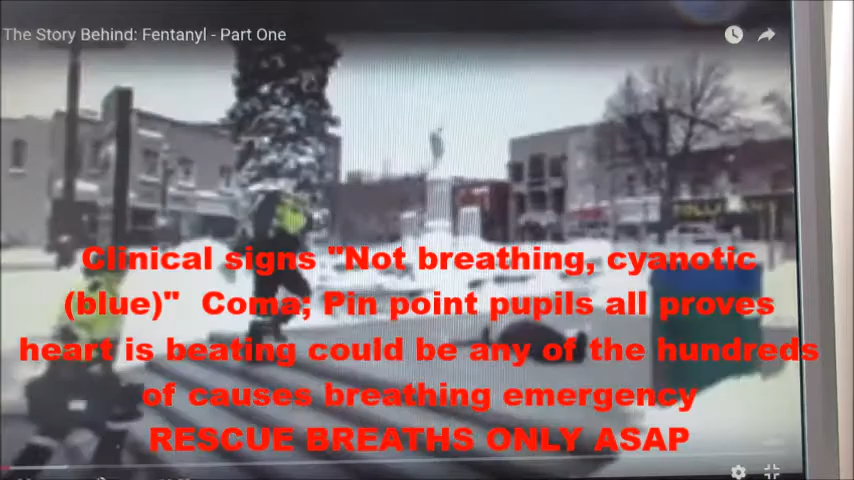 The Story Behind: Fentanyl - Part One
Clinical signs "Not breathing, cyanotic
(blue)" Coma; Pin point pupils all proves
heart is beating could be any of the hundreds
of causes breathing emergency
RESCUE BREATHS ONLY ASAP